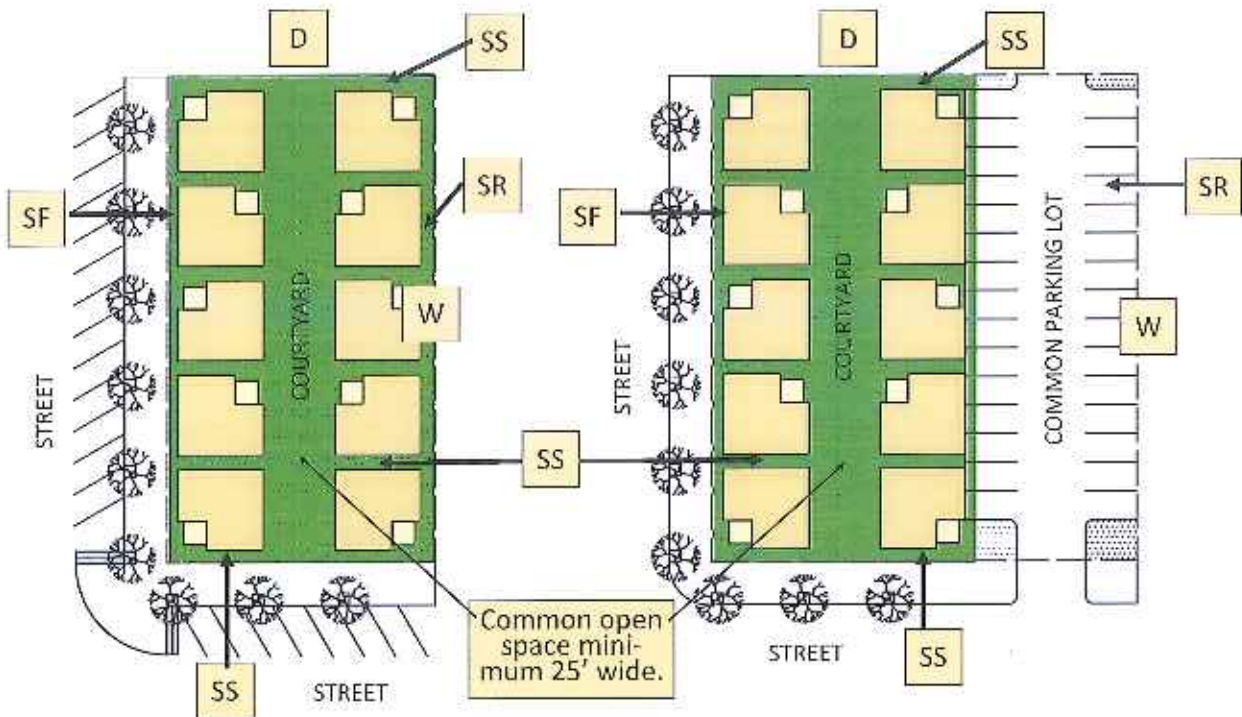 D
SS
SF
SR
W
COURTYARD
STREET
SS
SS
STREET
Common open
space mini-
mum 25' wide.
D
SS
SF
SR
W
COURTYARD
COMMON PARKING LOT
STREET
STREET
SS